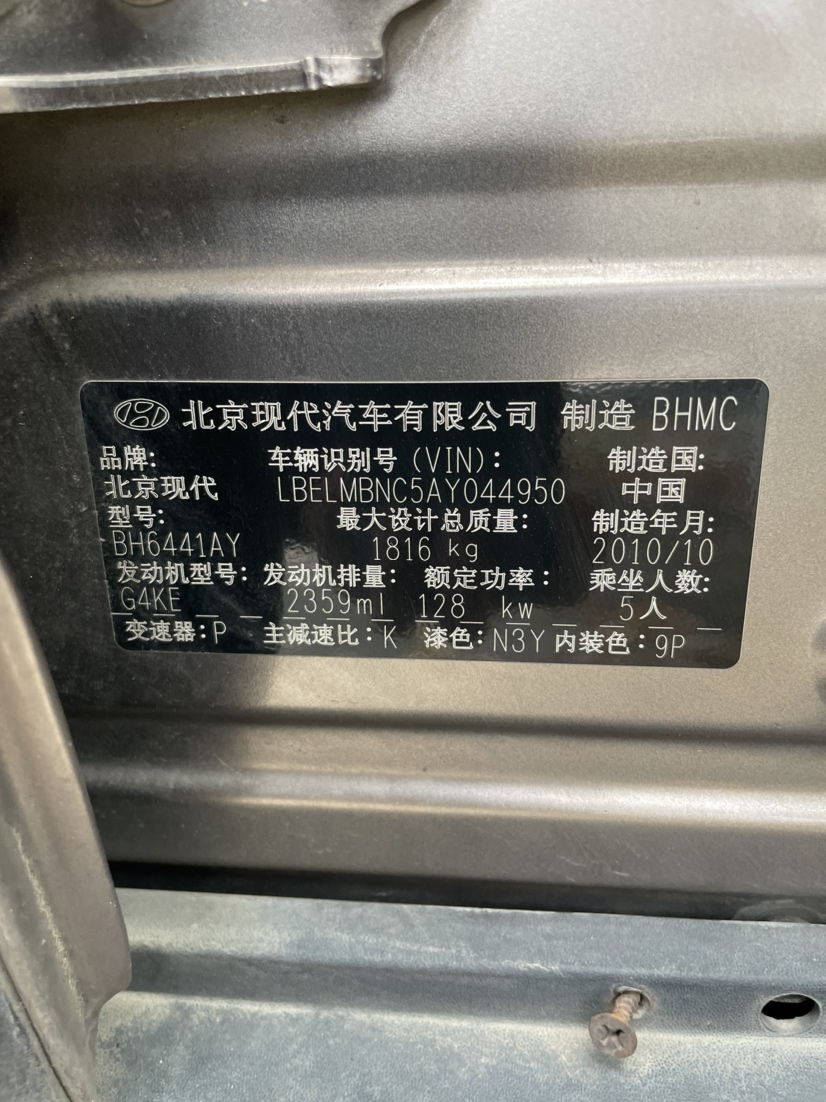 北京现代汽车有限公司 制造 BHMC
品牌: 车辆识别号 (VIN): 制造国:
北京现代 LBELMBNC5AY044950 中国
型号: 最大设计总质量: 制造年月:
BH6441AY 1816 kg 2010/10
发动机型号: 发动机排量: 额定功率: 乘坐人数:
G4KE 2359ml 128 kw 5人
变速器:P 主减速比:K 漆色:N3Y 内装色:9P